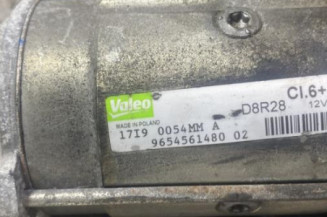 Valeo
MADE IN POLAND
Cl.6+
D8R28 12V
17I9 0054MM A
9654561480 02